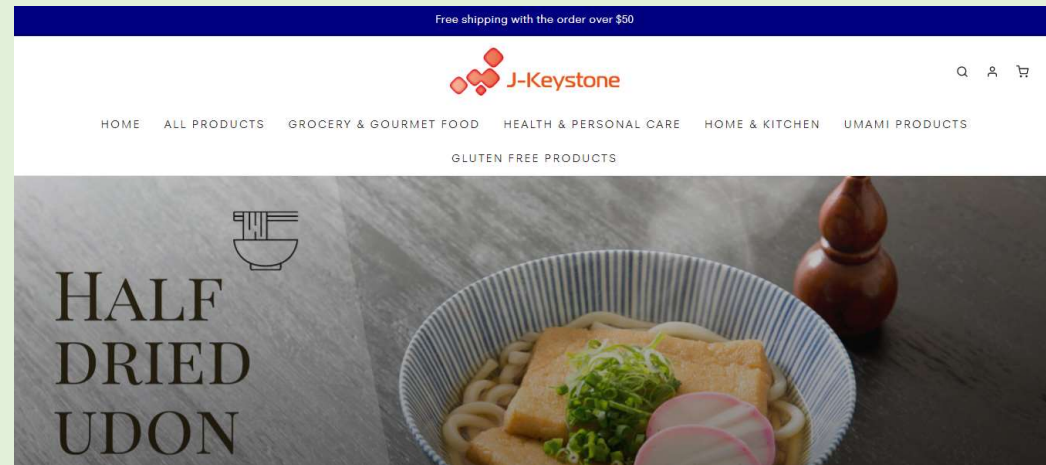 Free shipping with the order over $50
J-Keystone
HOME ALL PRODUCTS GROCERY & GOURMET FOOD HEALTH & PERSONAL CARE HOME & KITCHEN UMAMI PRODUCTS
GLUTEN FREE PRODUCTS
HALF
DRIED
UDON